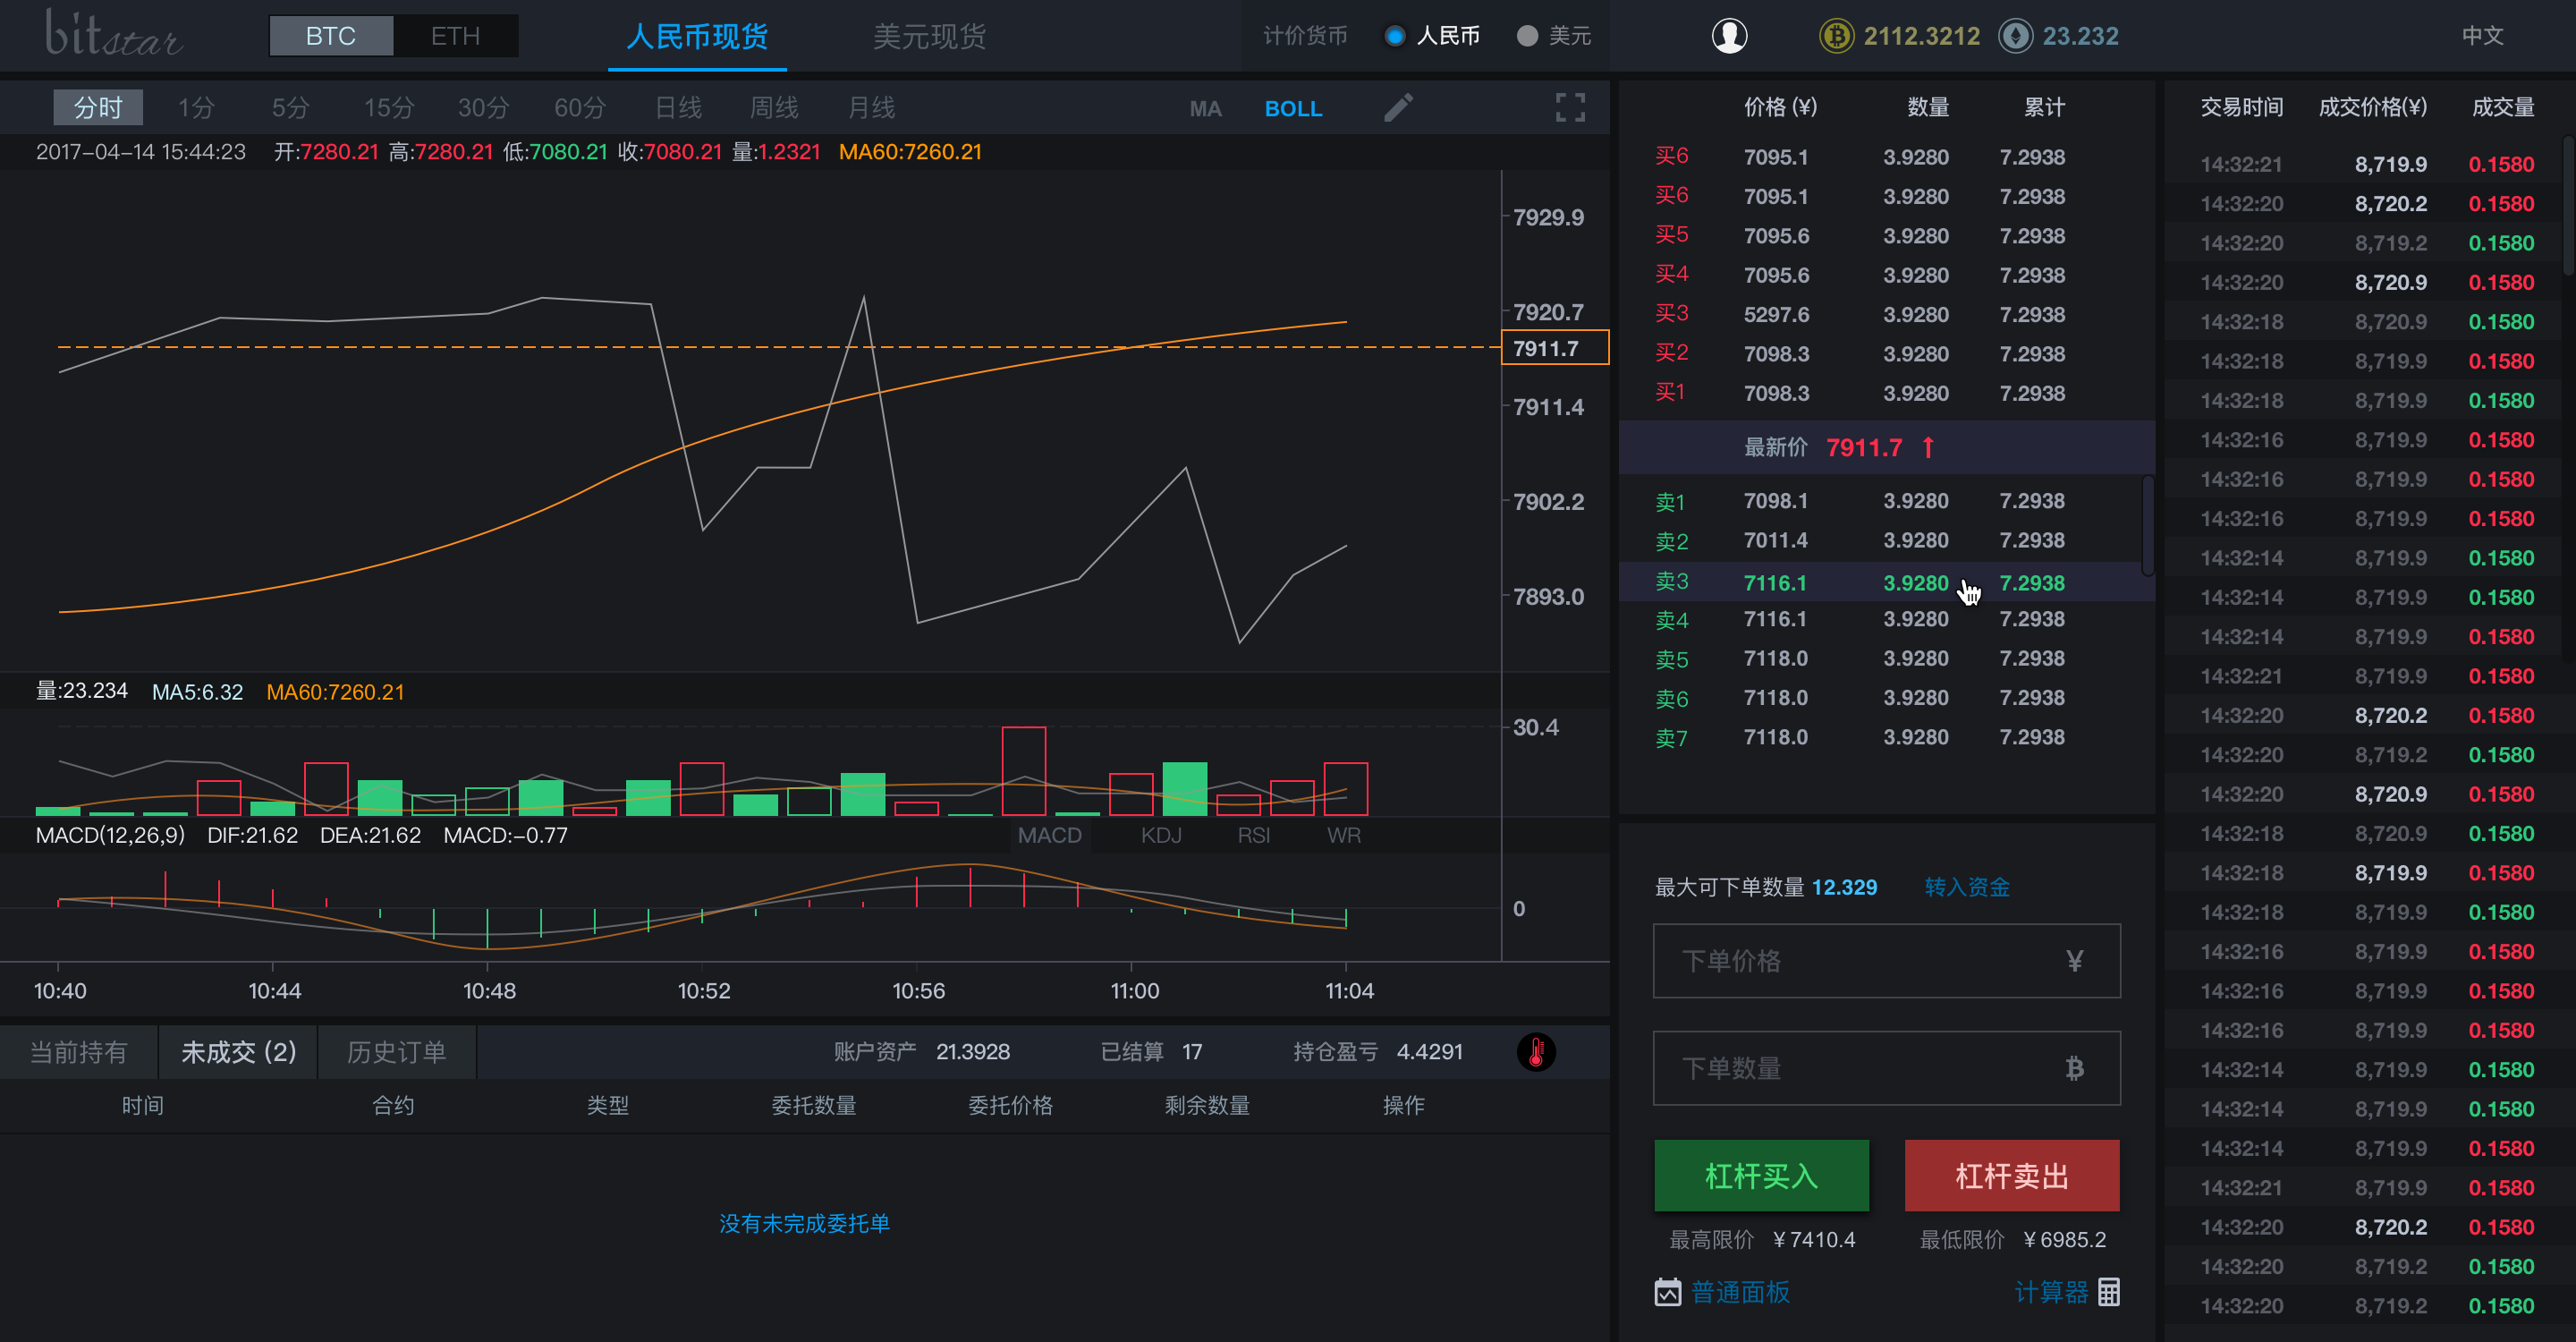 bitstar BTC ETH 人民币现货 美元现货 计价货币 人民币 美元 2112.3212 23.232 中文
分时 1分 5分 15分 30分 60分 日线 周线 月线 MA BOLL
2017-04-14 15:44:23 开:7280.21 高:7280.21 低:7080.21 收:7080.21 量:1.2321 MA60:7260.21
7929.9
7920.7
7911.7
7911.4
7902.2
7893.0
量:23.234 MA5:6.32 MA60:7260.21
30.4
MACD(12,26,9) DIF:21.62 DEA:21.62 MACD:-0.77 MACD KDJ RSI WR
0
10:40 10:44 10:48 10:52 10:56 11:00 11:04
当前持有 未成交 (2) 历史订单 账户资产 21.3928 已结算 17 持仓盈亏 4.4291
时间 合约 类型 委托数量 委托价格 剩余数量 操作
没有未完成委托单
价格 (¥) 数量 累计
买6 7095.1 3.9280 7.2938
买6 7095.1 3.9280 7.2938
买5 7095.6 3.9280 7.2938
买4 7095.6 3.9280 7.2938
买3 5297.6 3.9280 7.2938
买2 7098.3 3.9280 7.2938
买1 7098.3 3.9280 7.2938
最新价 7911.7 ↑
卖1 7098.1 3.9280 7.2938
卖2 7011.4 3.9280 7.2938
卖3 7116.1 3.9280 7.2938
卖4 7116.1 3.9280 7.2938
卖5 7118.0 3.9280 7.2938
卖6 7118.0 3.9280 7.2938
卖7 7118.0 3.9280 7.2938
最大可下单数量 12.329 转入资金
下单价格 ¥
下单数量
杠杆买入 杠杆卖出
最高限价 ¥7410.4 最低限价 ¥6985.2
普通面板 计算器
交易时间 成交价格(¥) 成交量
14:32:21 8,719.9 0.1580
14:32:20 8,720.2 0.1580
14:32:20 8,719.2 0.1580
14:32:20 8,720.9 0.1580
14:32:18 8,720.9 0.1580
14:32:18 8,719.9 0.1580
14:32:18 8,719.9 0.1580
14:32:16 8,719.9 0.1580
14:32:16 8,719.9 0.1580
14:32:16 8,719.9 0.1580
14:32:14 8,719.9 0.1580
14:32:14 8,719.9 0.1580
14:32:14 8,719.9 0.1580
14:32:21 8,719.9 0.1580
14:32:20 8,720.2 0.1580
14:32:20 8,719.2 0.1580
14:32:20 8,720.9 0.1580
14:32:18 8,720.9 0.1580
14:32:18 8,719.9 0.1580
14:32:18 8,719.9 0.1580
14:32:16 8,719.9 0.1580
14:32:16 8,719.9 0.1580
14:32:16 8,719.9 0.1580
14:32:14 8,719.9 0.1580
14:32:14 8,719.9 0.1580
14:32:14 8,719.9 0.1580
14:32:21 8,719.9 0.1580
14:32:20 8,720.2 0.1580
14:32:20 8,719.2 0.1580
14:32:20 8,719.2 0.1580